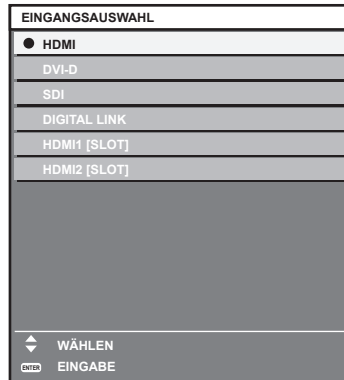 EINGANGSAUSWAHL
HDMI
DVI-D
SDI
DIGITAL LINK
HDMI1 [SLOT]
HDMI2 [SLOT]
WÄHLEN
ENTER EINGABE